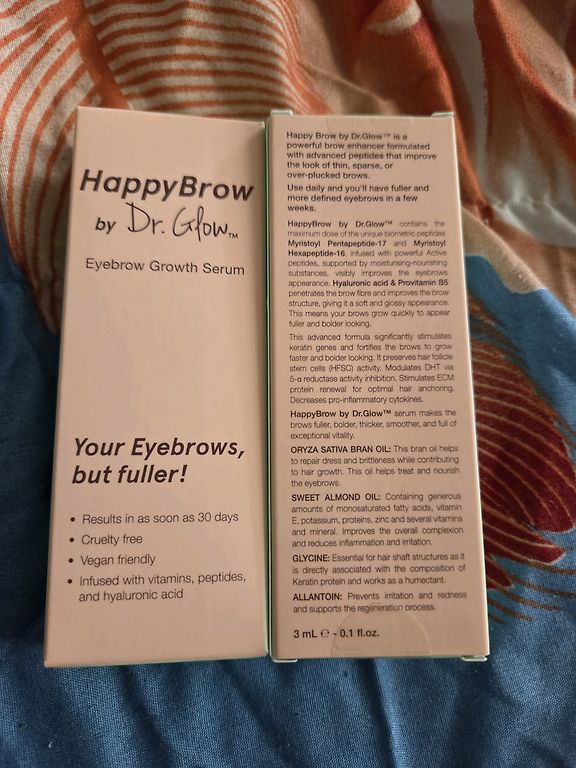 HappyBrow
by Dr. Glow™
Eyebrow Growth Serum
Your Eyebrows,
but fuller!
• Results in as soon as 30 days
• Cruelty free
• Vegan friendly
• Infused with vitamins, peptides,
and hyaluronic acid
Happy Brow by Dr.Glow™ is a
powerful brow enhancer formulated
with advanced peptides that improve
the look of thin, sparse, or
over-plucked brows.
Use daily and you'll have fuller and
more defined eyebrows in a few
weeks.
HappyBrow by Dr.Glow™ contains the
maximum dose of the unique biometric peptides
Myristoyl Pentapeptide-17 and Myristoyl
Hexapeptide-16, infused with powerful Active
peptides, supported by moisturising-nourishing
substances, visibly improves the eyebrows
appearance. Hyaluronic acid & Provitamin B5
penetrates the brow fibre and improves the brow
structure, giving it a soft and glossy appearance.
This means your brows grow quickly to appear
fuller and bolder looking.
This advanced formula significantly stimulates
keratin genes and fortifies the brows to grow
faster and bolder looking. It preserves hair follicle
stem cells (HFSC) activity. Modulates DHT via
5-α reductase activity inhibition. Stimulates ECM
protein renewal for optimal hair anchoring.
Decreases pro-inflammatory cytokines.
HappyBrow by Dr.Glow™ serum makes the
brows fuller, bolder, thicker, smoother, and full of
exceptional vitality.
ORYZA SATIVA BRAN OIL: This bran oil helps
to repair dress and brittleness while contributing
to hair growth. This oil helps treat and nourish
the eyebrows.
SWEET ALMOND OIL: Containing generous
amounts of monosaturated fatty acids, vitamin
E, potassium, proteins, zinc and several vitamins
and mineral. Improves the overall complexion
and reduces inflammation and irritation.
GLYCINE: Essential for hair shaft structures as it
is directly associated with the composition of
Keratin protein and works as a humectant.
ALLANTOIN: Prevents irritation and redness
and supports the regeneration process.
3 mL ℮ - 0.1 fl.oz.